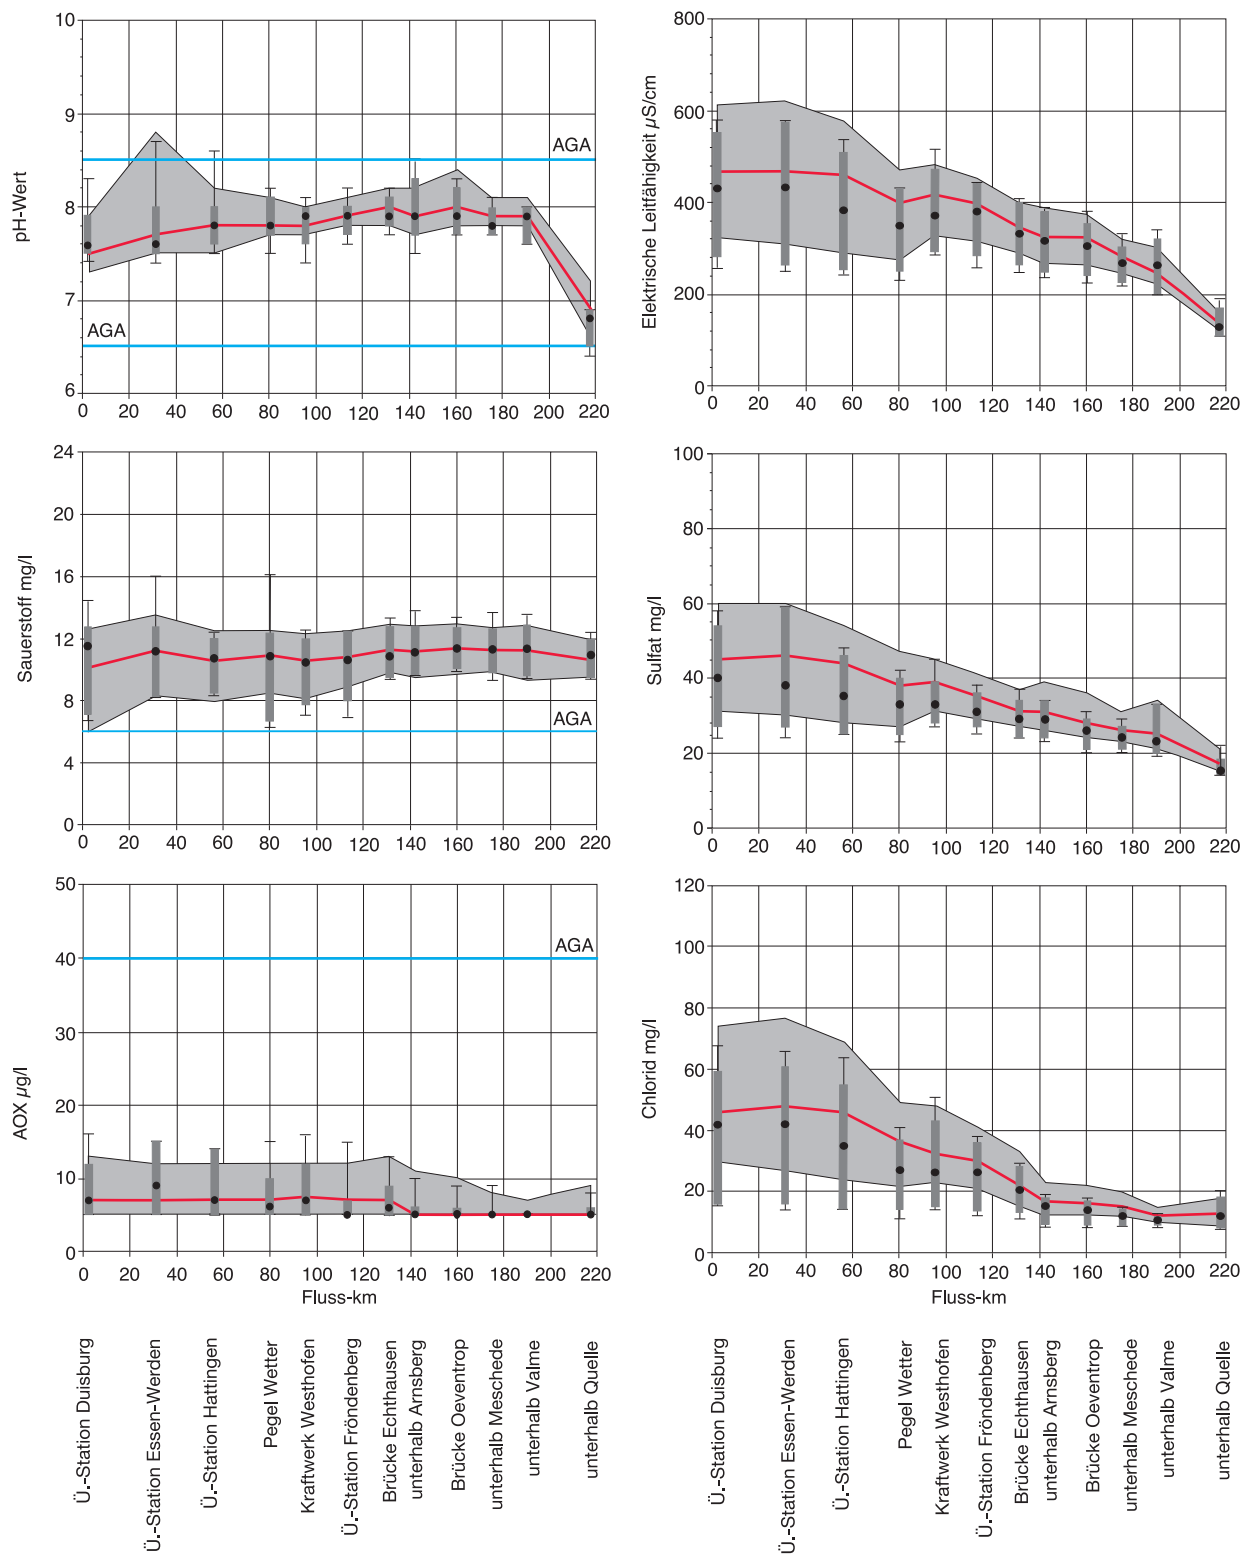 pH-Wert
10
9
8
7
6
AGA
AGA
0 20 40 60 80 100 120 140 160 180 200 220
Elektrische Leitfähigkeit µS/cm
800
600
400
200
0
0 20 40 60 80 100 120 140 160 180 200 220
Sauerstoff mg/l
24
20
16
12
8
4
0
AGA
0 20 40 60 80 100 120 140 160 180 200 220
Sulfat mg/l
100
80
60
40
20
0
0 20 40 60 80 100 120 140 160 180 200 220
AOX µg/l
50
40
30
20
10
0
AGA
0 20 40 60 80 100 120 140 160 180 200 220
Fluss-km
Chlorid mg/l
120
100
80
60
40
20
0
0 20 40 60 80 100 120 140 160 180 200 220
Fluss-km
Ü.-Station Duisburg
Ü.-Station Essen-Werden
Ü.-Station Hattingen
Pegel Wetter
Kraftwerk Westhofen
Ü.-Station Fröndenberg
Brücke Echthausen
unterhalb Arnsberg
Brücke Oeventrop
unterhalb Meschede
unterhalb Valme
unterhalb Quelle
Ü.-Station Duisburg
Ü.-Station Essen-Werden
Ü.-Station Hattingen
Pegel Wetter
Kraftwerk Westhofen
Ü.-Station Fröndenberg
Brücke Echthausen
unterhalb Arnsberg
Brücke Oeventrop
unterhalb Meschede
unterhalb Valme
unterhalb Quelle